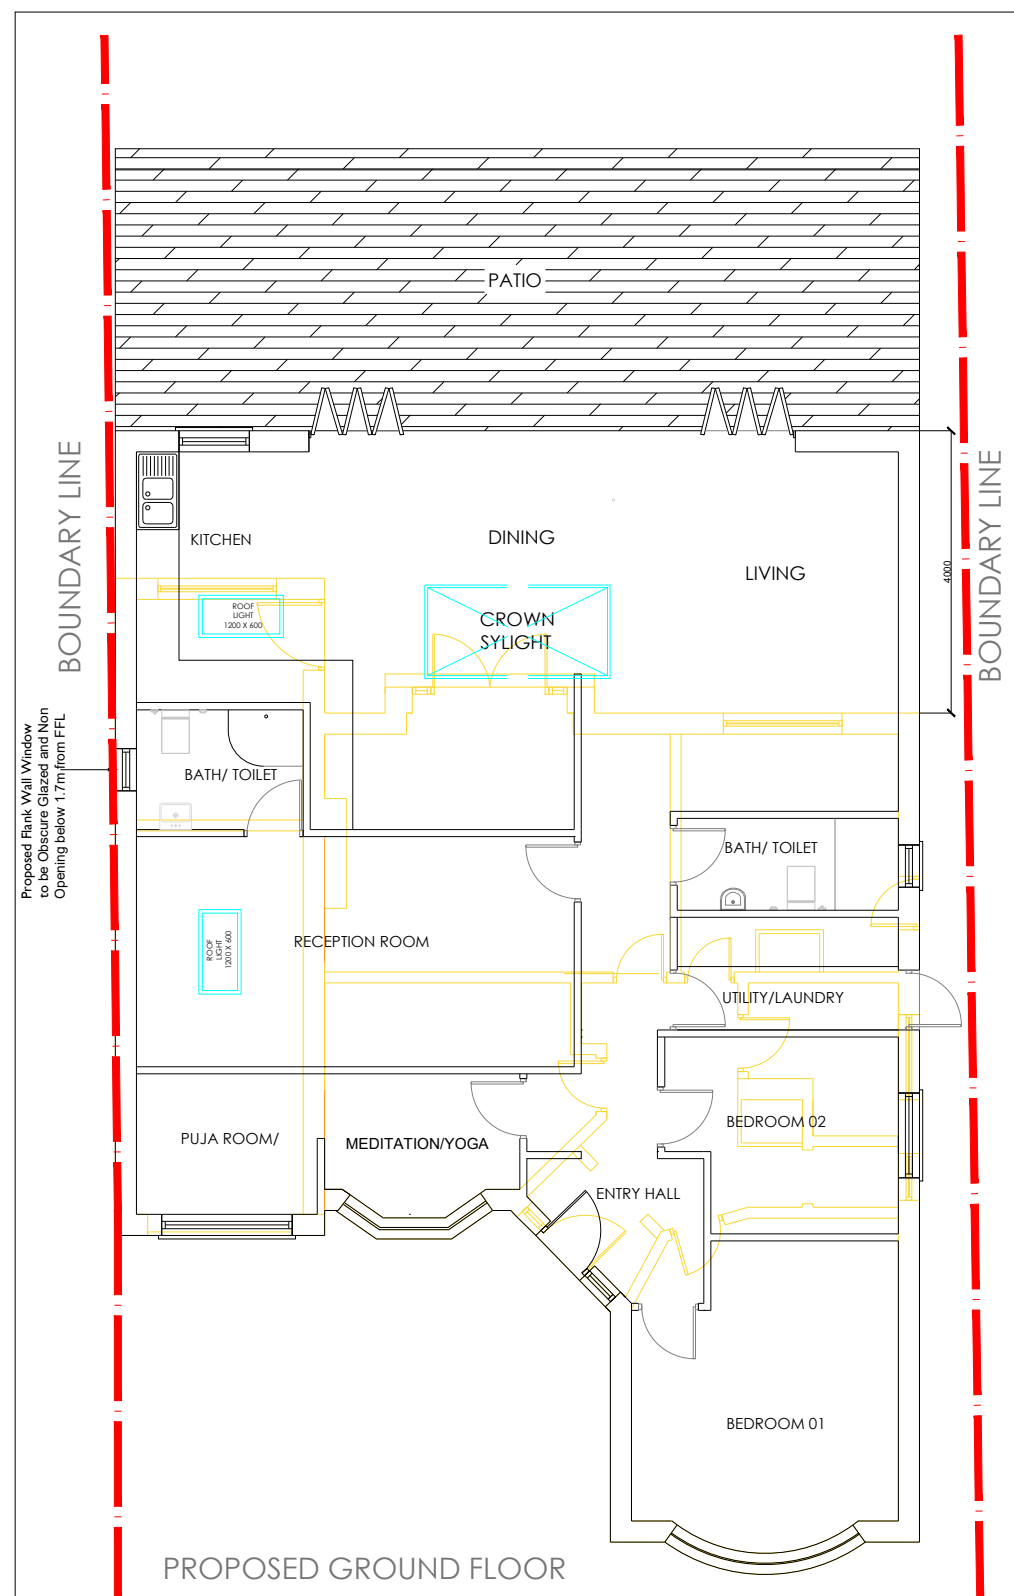 PATIO
BOUNDARY LINE
BOUNDARY LINE
KITCHEN
DINING
LIVING
4000
ROOF
LIGHT
1200 X 600
CROWN
SYLIGHT
Proposed Flank Wall Window
to be Obscure Glazed and Non
Opening below 1.7m from FFL
BATH/ TOILET
BATH/ TOILET
RECEPTION ROOM
ROOF
LIGHT
1200 X 600
UTILITY/LAUNDRY
PUJA ROOM/
MEDITATION/YOGA
BEDROOM 02
ENTRY HALL
BEDROOM 01
PROPOSED GROUND FLOOR